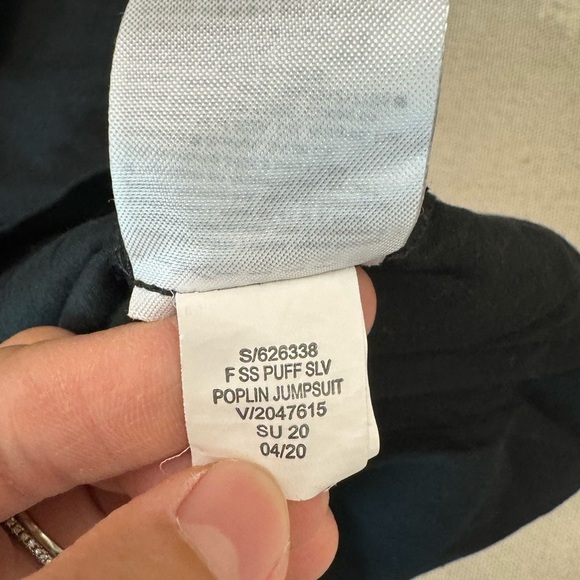 S/626338
F SS PUFF SLV
POPLIN JUMPSUIT
V/2047615
SU 20
04/20